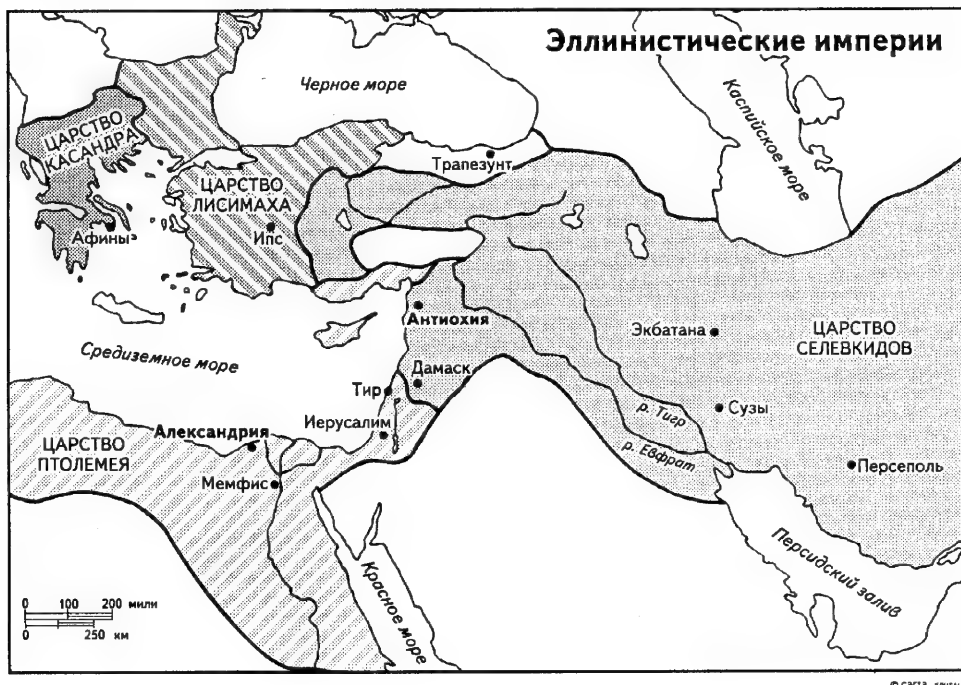 Эллинистические империи
Черное море
Каспийское море
ЦАРСТВО
КАСАНДРА
Трапезунт
ЦАРСТВО
ЛИСИМАХА
Афины
Ипс
Антиохия
Экбатана
ЦАРСТВО
СЕЛЕВКИДОВ
Средиземное море
Дамаск
Тир
Сузы
р. Тигр
Иерусалим
Александрия
ЦАРСТВО
ПТОЛЕМЕЯ
р. Евфрат
Персеполь
Мемфис
Персидский залив
Красное море
0 100 200 мили
0 250 км